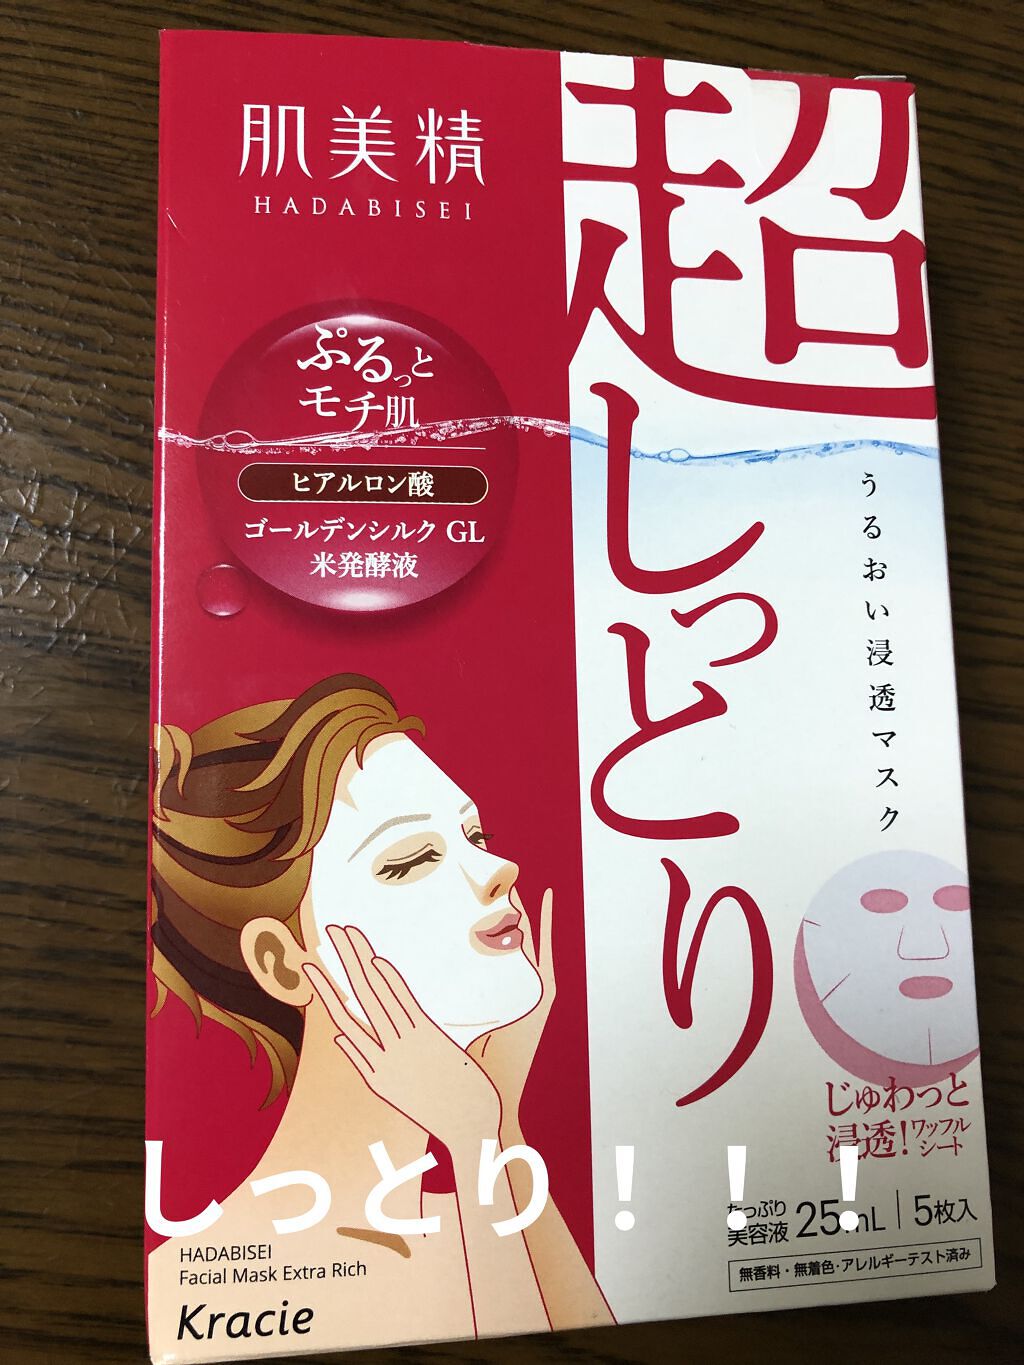 肌美精
HADABISEI
超しっとり
ぷるっと
モチ肌
ヒアルロン酸
ゴールデンシルク GL
米発酵液
うるおい浸透マスク
じゅわっと
浸透！ワッフル
シート
しっとり！！！
たっぷり
美容液 25mL 5枚入
無香料・無着色・アレルギーテスト済み
HADABISEI
Facial Mask Extra Rich
Kracie